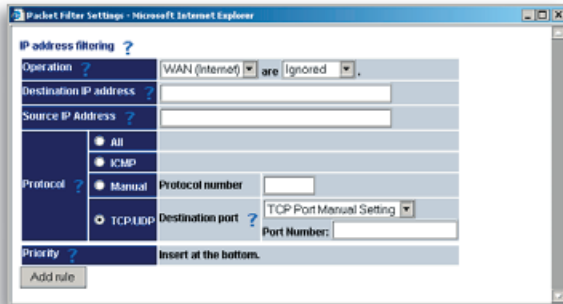 Packet Filter Settings - Microsoft Internet Explorer
IP address filtering ?
Operation ? WAN (Internet) are Ignored .
Destination IP address ?
Source IP Address ?
All
ICMP
Protocol ? Manual Protocol number
TCP/UDP Destination port ? TCP Port Manual Setting
Port Number:
Priority ? Insert at the bottom.
Add rule